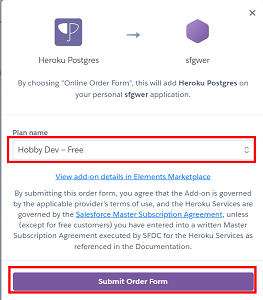 Heroku Postgres
sfgwer
By choosing "Online Order Form", this will add Heroku Postgres on
your personal sfgwer application.
Plan name
Hobby Dev – Free
View add-on details in Elements Marketplace
By submitting this order form, you agree that the Add-on is governed
by the applicable provider's terms of use, and the Heroku Services are
governed by the Salesforce Master Subscription Agreement, unless
(except for free customers) you have entered into a written Master
Subscription Agreement executed by SFDC for the Heroku Services as
referenced in the Documentation.
Submit Order Form